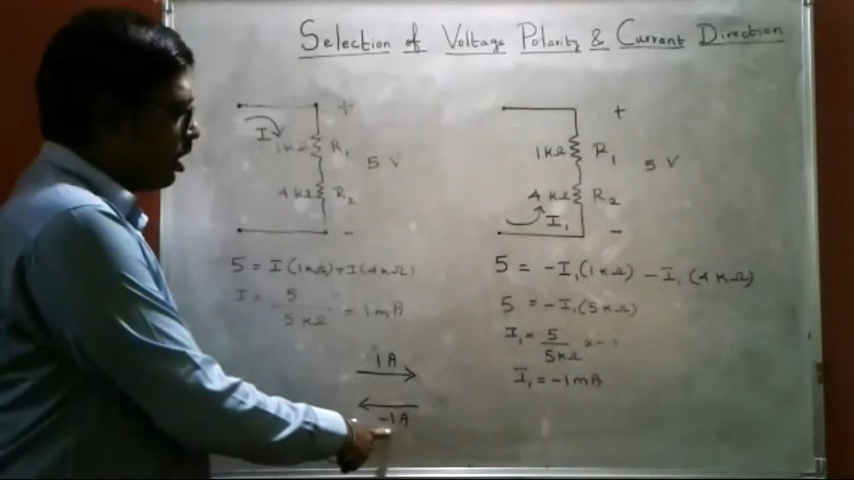 Selection of Voltage Polarity & Current Direction
+
I
1kΩ R₁
5 V
4kΩ R₂
-
5 = I(1kΩ)+I(4kΩ)
I = 5 / 5kΩ = 1mA
1A
-1A
+
1kΩ R₁
5 V
4kΩ R₂
I₁
-
5 = -I₁(1kΩ) - I₁(4kΩ)
5 = -I₁(5kΩ)
I₁ = 5 / 5kΩ x-1
I₁ = -1mA